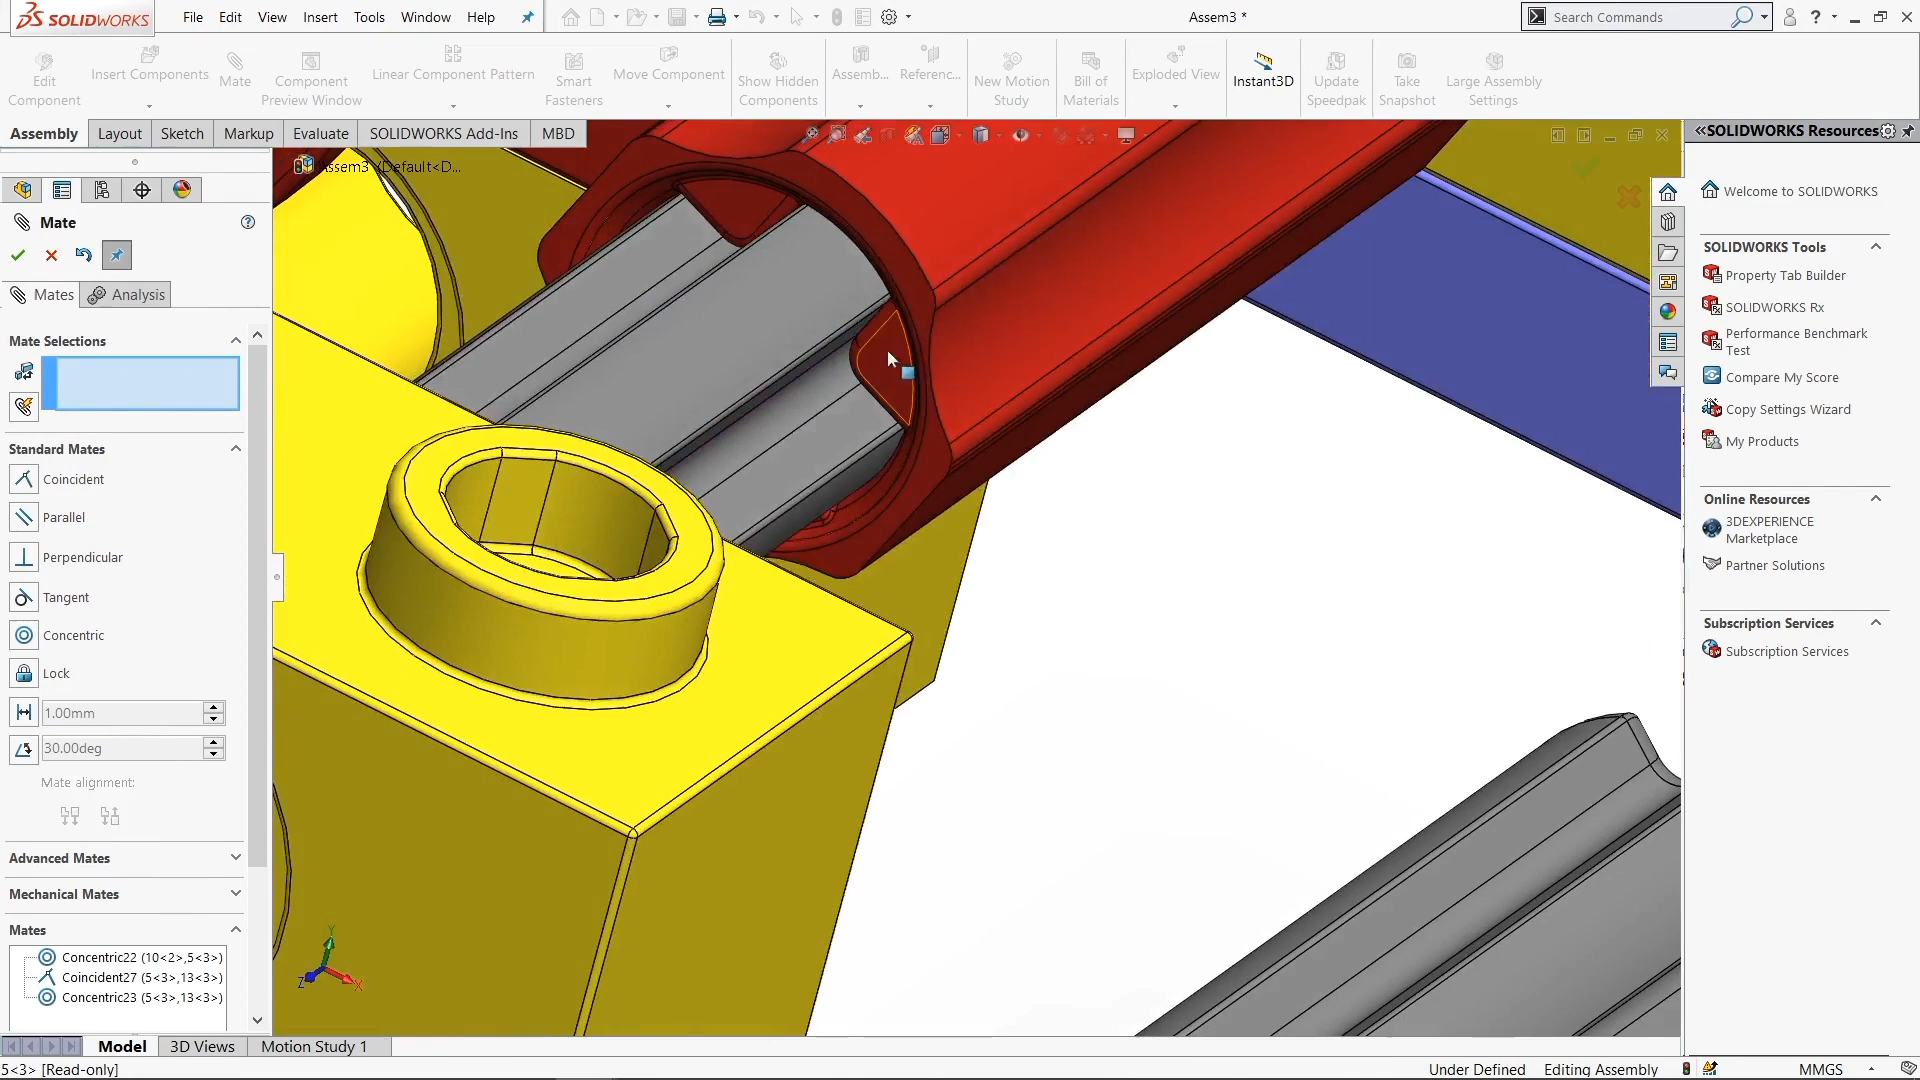 SOLIDWORKS
File Edit View Insert Tools Window Help
Assem3 *
Search Commands
Edit Component
Insert Components
Mate
Component Preview Window
Linear Component Pattern
Smart Fasteners
Move Component
Show Hidden Components
Assemb...
Referenc...
New Motion Study
Bill of Materials
Exploded View
Instant3D
Update Speedpak
Take Snapshot
Large Assembly Settings
Assembly Layout Sketch Markup Evaluate SOLIDWORKS Add-Ins MBD
Assem3 (Default<D...
Mate
Mates Analysis
Mate Selections
Standard Mates
Coincident
Parallel
Perpendicular
Tangent
Concentric
Lock
1.00mm
30.00deg
Mate alignment:
Advanced Mates
Mechanical Mates
Mates
Concentric22 (10<2>,5<3>)
Coincident27 (5<3>,13<3>)
Concentric23 (5<3>,13<3>)
Y
Z
X
SOLIDWORKS Resources
Welcome to SOLIDWORKS
SOLIDWORKS Tools
Property Tab Builder
SOLIDWORKS Rx
Performance Benchmark
Test
Compare My Score
Copy Settings Wizard
My Products
Online Resources
3DEXPERIENCE
Marketplace
Partner Solutions
Subscription Services
Subscription Services
Model 3D Views Motion Study 1
5<3> [Read-only]
Under Defined Editing Assembly MMGS